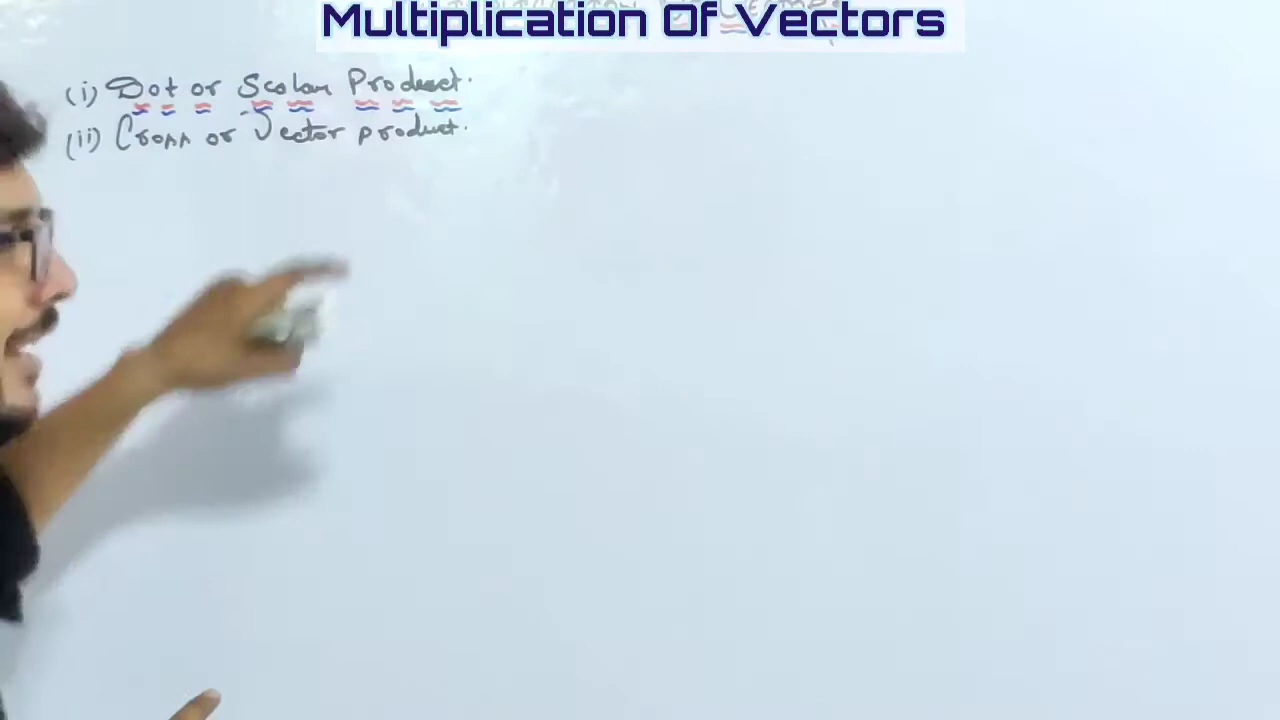 Multiplication Of Vectors
(i) Dot or Scalar Product.
(ii) Cross or Vector product.